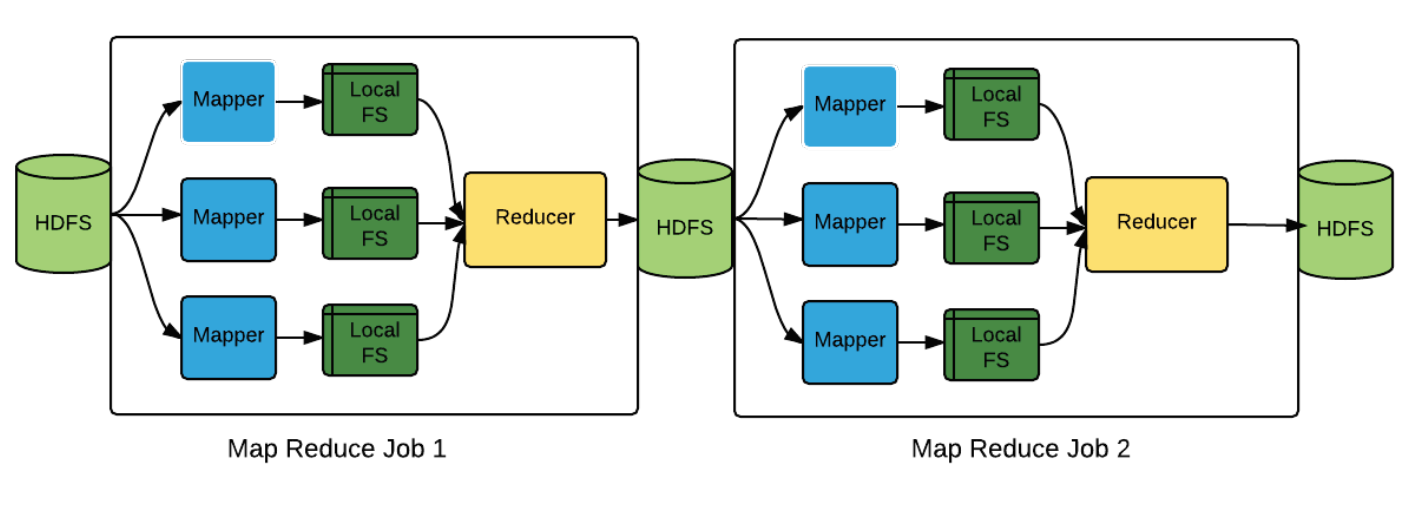 HDFS
Mapper
Local
FS
Mapper
Local
FS
Mapper
Local
FS
Reducer
Map Reduce Job 1
HDFS
Mapper
Local
FS
Mapper
Local
FS
Mapper
Local
FS
Reducer
Map Reduce Job 2
HDFS